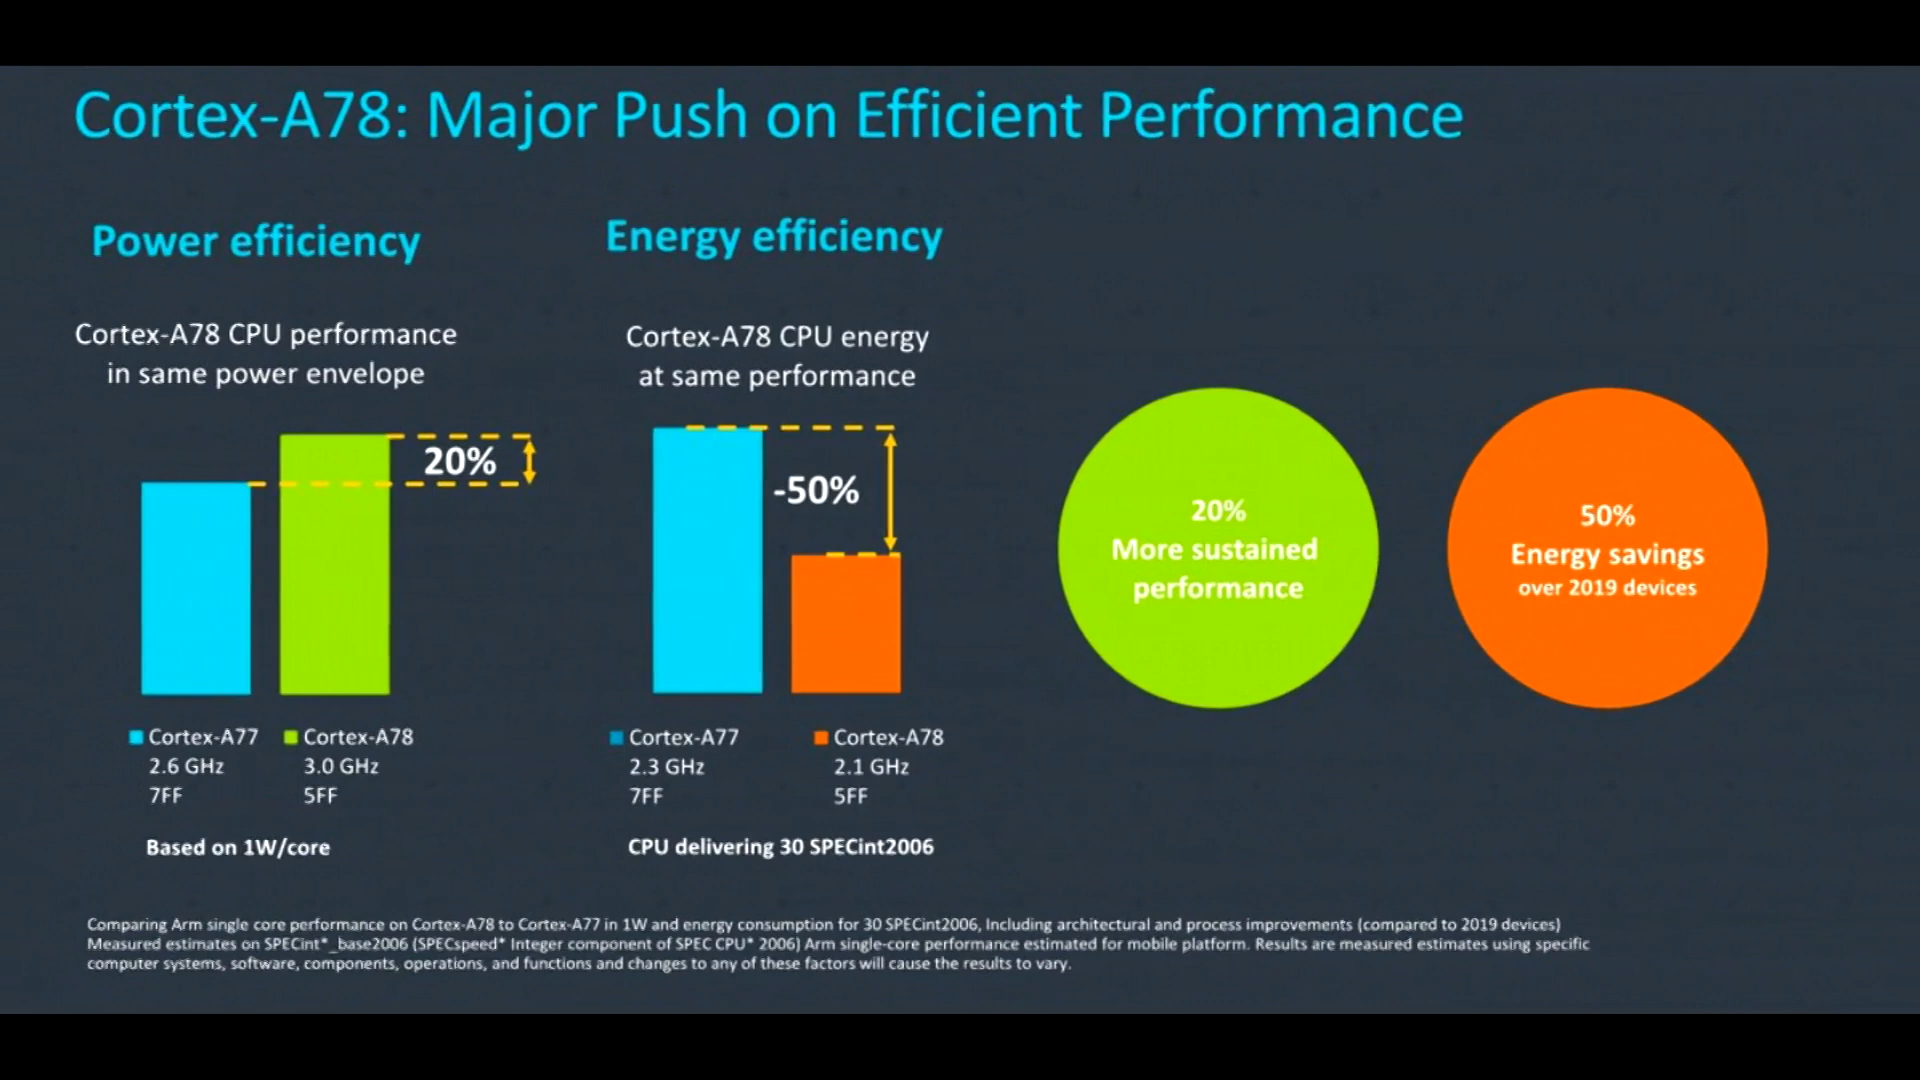 Cortex-A78: Major Push on Efficient Performance
Power efficiency
Cortex-A78 CPU performance
in same power envelope
20%
Cortex-A77
2.6 GHz
7FF
Cortex-A78
3.0 GHz
5FF
Based on 1W/core
Energy efficiency
Cortex-A78 CPU energy
at same performance
-50%
Cortex-A77
2.3 GHz
7FF
Cortex-A78
2.1 GHz
5FF
CPU delivering 30 SPECint2006
20%
More sustained
performance
50%
Energy savings
over 2019 devices
Comparing Arm single core performance on Cortex-A78 to Cortex-A77 in 1W and energy consumption for 30 SPECint2006, Including architectural and process improvements (compared to 2019 devices)
Measured estimates on SPECint*_base2006 (SPECspeed* Integer component of SPEC CPU* 2006) Arm single-core performance estimated for mobile platform. Results are measured estimates using specific
computer systems, software, components, operations, and functions and changes to any of these factors will cause the results to vary.